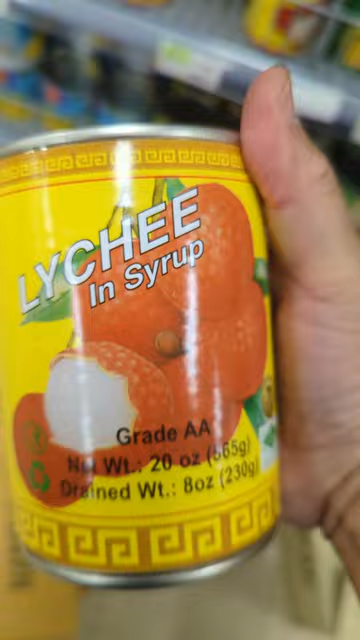 LYCHEE
In Syrup
Grade AA
Net Wt.: 20 oz (565g)
Drained Wt.: 8oz (230g)